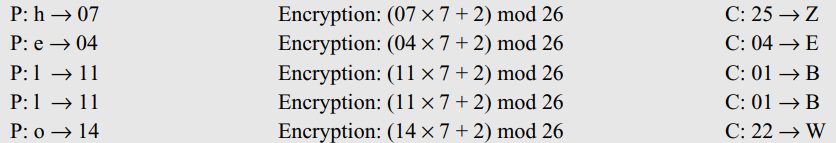 P: h → 07 Encryption: (07 × 7 + 2) mod 26 C: 25 → Z
P: e → 04 Encryption: (04 × 7 + 2) mod 26 C: 04 → E
P: l → 11 Encryption: (11 × 7 + 2) mod 26 C: 01 → B
P: l → 11 Encryption: (11 × 7 + 2) mod 26 C: 01 → B
P: o → 14 Encryption: (14 × 7 + 2) mod 26 C: 22 → W